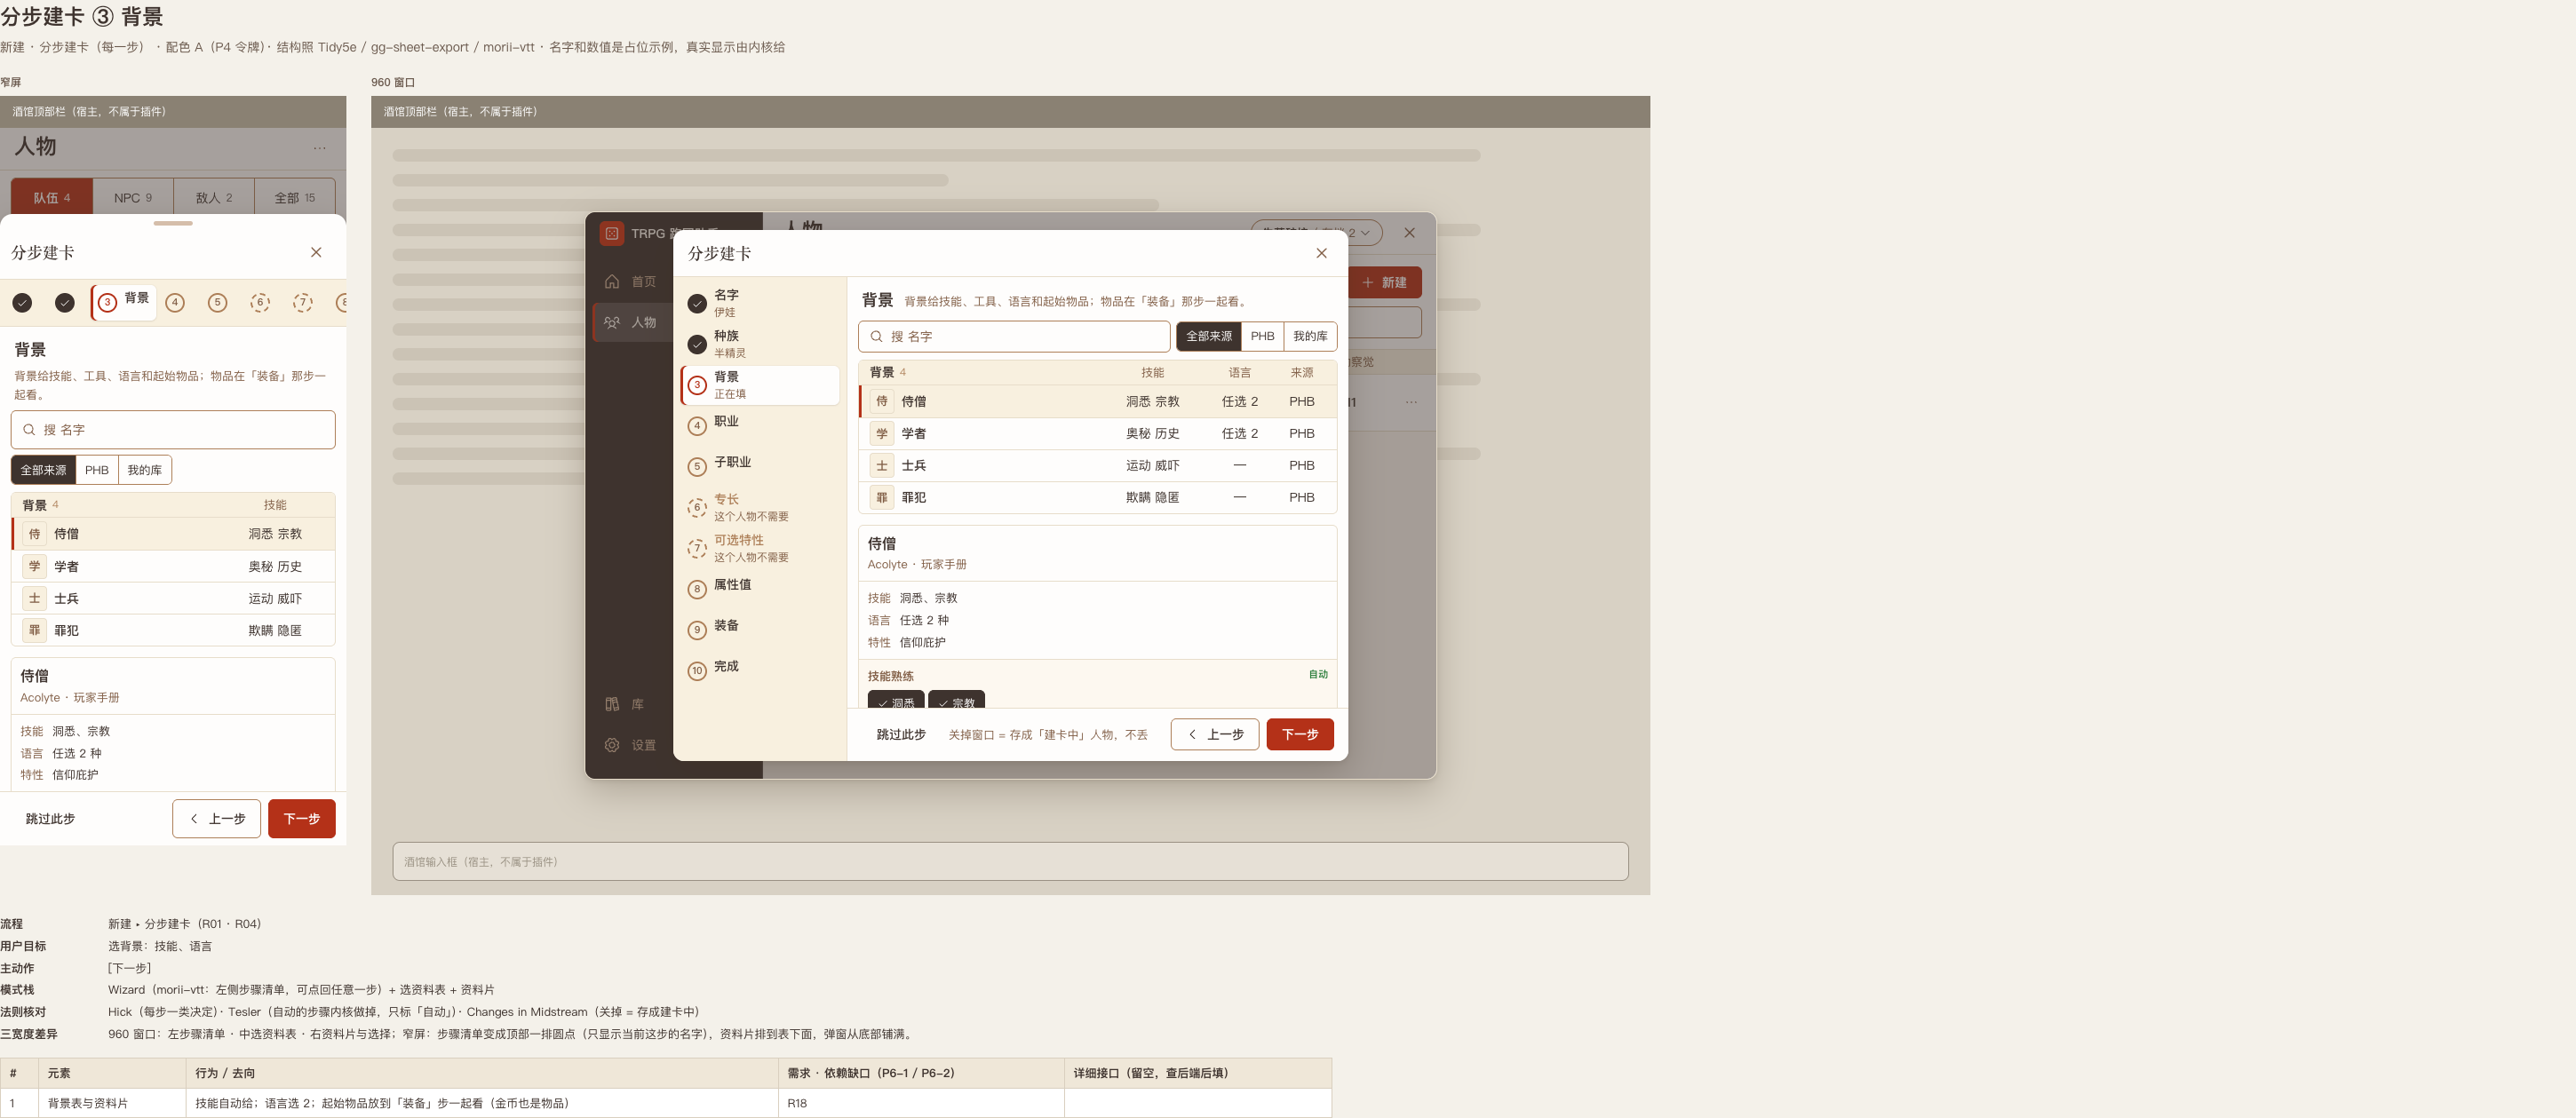 分步建卡 ③ 背景
新建 · 分步建卡（每一步） · 配色 A（P4 令牌）· 结构照 Tidy5e / gg-sheet-export / morii-vtt · 名字和数值是占位示例，真实显示由内核给
窄屏
酒馆顶部栏（宿主，不属于插件）
人物
···
队伍 4
NPC 9
敌人 2
全部 15
分步建卡
3 背景
4
5
6
7
背景
背景给技能、工具、语言和起始物品；物品在「装备」那步一
起看。
搜 名字
全部来源
PHB
我的库
背景 4
技能
侍 侍僧 洞悉 宗教
学 学者 奥秘 历史
士 士兵 运动 威吓
罪 罪犯 欺瞒 隐匿
侍僧
Acolyte · 玩家手册
技能 洞悉、宗教
语言 任选 2 种
特性 信仰庇护
跳过此步
上一步
下一步
960 窗口
酒馆顶部栏（宿主，不属于插件）
TRPG
首页
人物
库
设置
2
新建
察觉
···
分步建卡
名字
伊娃
种族
半精灵
3 背景
正在填
4 职业
5 子职业
6 专长
这个人物不需要
7 可选特性
这个人物不需要
8 属性值
9 装备
10 完成
背景 背景给技能、工具、语言和起始物品；物品在「装备」那步一起看。
搜 名字
全部来源
PHB
我的库
背景 4 技能 语言 来源
侍 侍僧 洞悉 宗教 任选 2 PHB
学 学者 奥秘 历史 任选 2 PHB
士 士兵 运动 威吓 — PHB
罪 罪犯 欺瞒 隐匿 — PHB
侍僧
Acolyte · 玩家手册
技能 洞悉、宗教
语言 任选 2 种
特性 信仰庇护
技能熟练 自动
洞悉 宗教
跳过此步
关掉窗口 = 存成「建卡中」人物，不丢
上一步
下一步
酒馆输入框（宿主，不属于插件）
流程 新建 ▸ 分步建卡（R01 · R04）
用户目标 选背景：技能、语言
主动作 [下一步]
模式栈 Wizard（morii-vtt：左侧步骤清单，可点回任意一步）+ 选资料表 + 资料片
法则核对 Hick（每步一类决定）· Tesler（自动的步骤内核做掉，只标「自动」）· Changes in Midstream（关掉 = 存成建卡中）
三宽度差异 960 窗口：左步骤清单 · 中选资料表 · 右资料片与选择；窄屏：步骤清单变成顶部一排圆点（只显示当前这步的名字），资料片排到表下面，弹窗从底部铺满。
# 元素 行为 / 去向 需求 · 依赖缺口（P6-1 / P6-2） 详细接口（留空，查后端后填）
1 背景表与资料片 技能自动给；语言选 2；起始物品放到「装备」步一起看（金币也是物品） R18